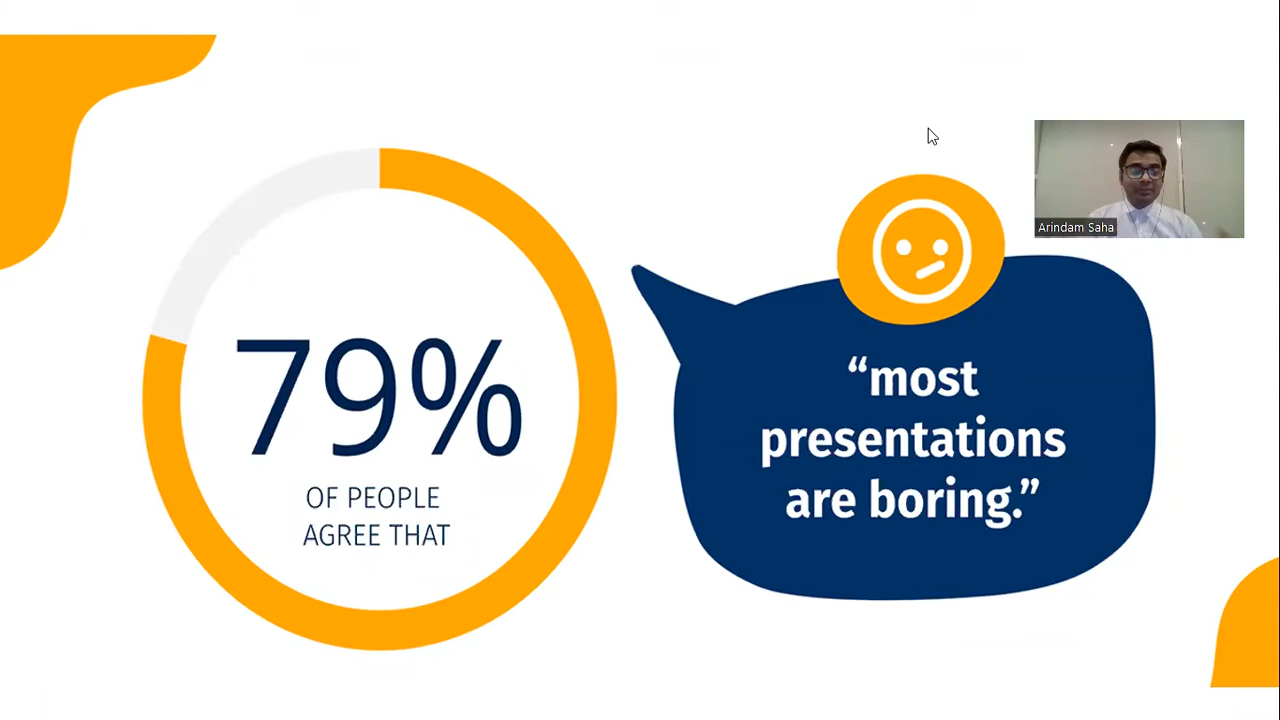 79%
OF PEOPLE
AGREE THAT
“most
presentations
are boring.”
Arindam Saha